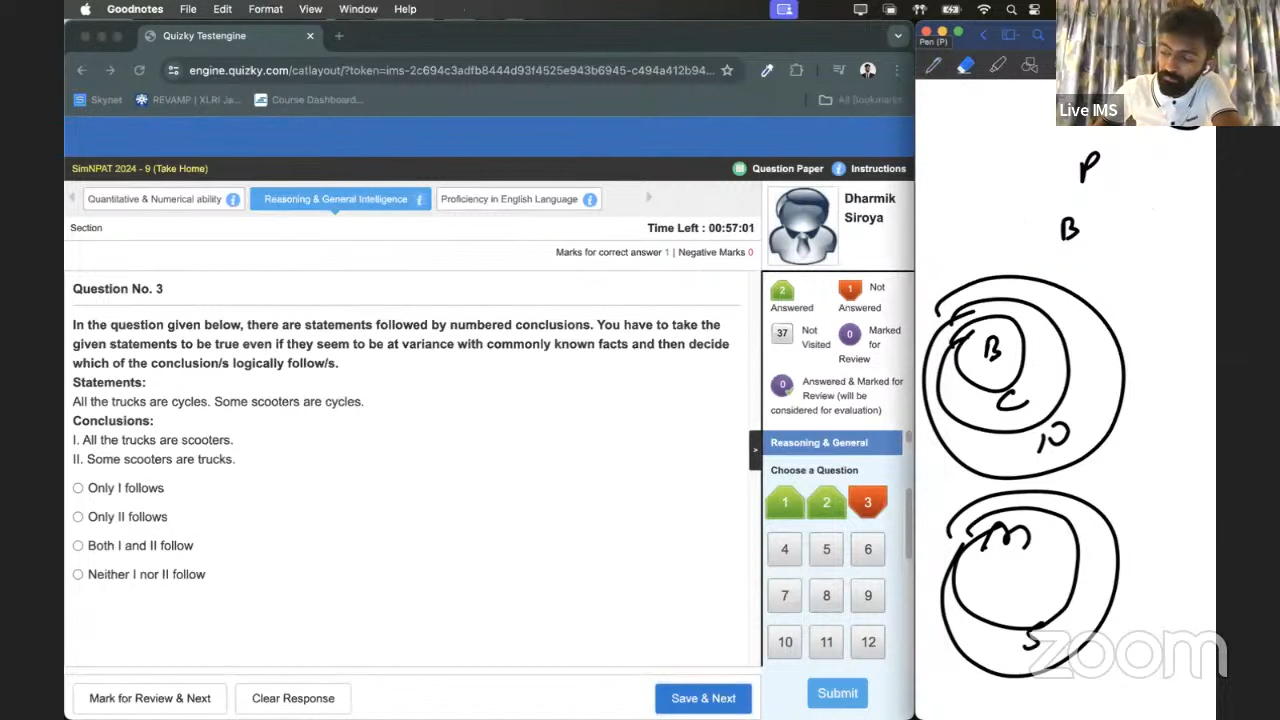 Goodnotes File Edit Format View Window Help
Quizky Testengine
engine.quizky.com/catlayout/?token=ims-2c694c3adfb8444d93f4525e943b6945-c494a412b94...
Skynet REVAMP | XLRI Ja... Course Dashboard... All Bookmarks
Pen (P)
Live IMS
SimNPAT 2024 - 9 (Take Home) Question Paper Instructions
Quantitative & Numerical ability Reasoning & General Intelligence Proficiency in English Language
Dharmik
Siroya
Section Time Left : 00:57:01
Marks for correct answer 1 | Negative Marks 0
Question No. 3
In the question given below, there are statements followed by numbered conclusions. You have to take the
given statements to be true even if they seem to be at variance with commonly known facts and then decide
which of the conclusion/s logically follow/s.
Statements:
All the trucks are cycles. Some scooters are cycles.
Conclusions:
I. All the trucks are scooters.
II. Some scooters are trucks.
Only I follows
Only II follows
Both I and II follow
Neither I nor II follow
Mark for Review & Next Clear Response Save & Next
2 Answered
1 Not Answered
37 Not Visited
0 Marked for Review
0 Answered & Marked for Review (will be considered for evaluation)
Reasoning & General
Choose a Question
1 2 3
4 5 6
7 8 9
10 11 12
Submit
P
B
B
C
D
M
S
zoom